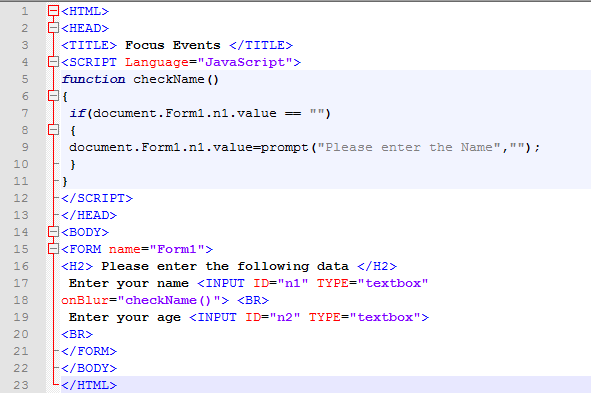 1 <HTML>
2 <HEAD>
3 <TITLE> Focus Events </TITLE>
4 <SCRIPT Language="JavaScript">
5 function checkName()
6 {
7 if(document.Form1.n1.value == "")
8 {
9 document.Form1.n1.value=prompt("Please enter the Name","");
10 }
11 }
12 </SCRIPT>
13 </HEAD>
14 <BODY>
15 <FORM name="Form1">
16 <H2> Please enter the following data </H2>
17 Enter your name <INPUT ID="n1" TYPE="textbox"
18 onBlur="checkName()"> <BR>
19 Enter your age <INPUT ID="n2" TYPE="textbox">
20 <BR>
21 </FORM>
22 </BODY>
23 </HTML>